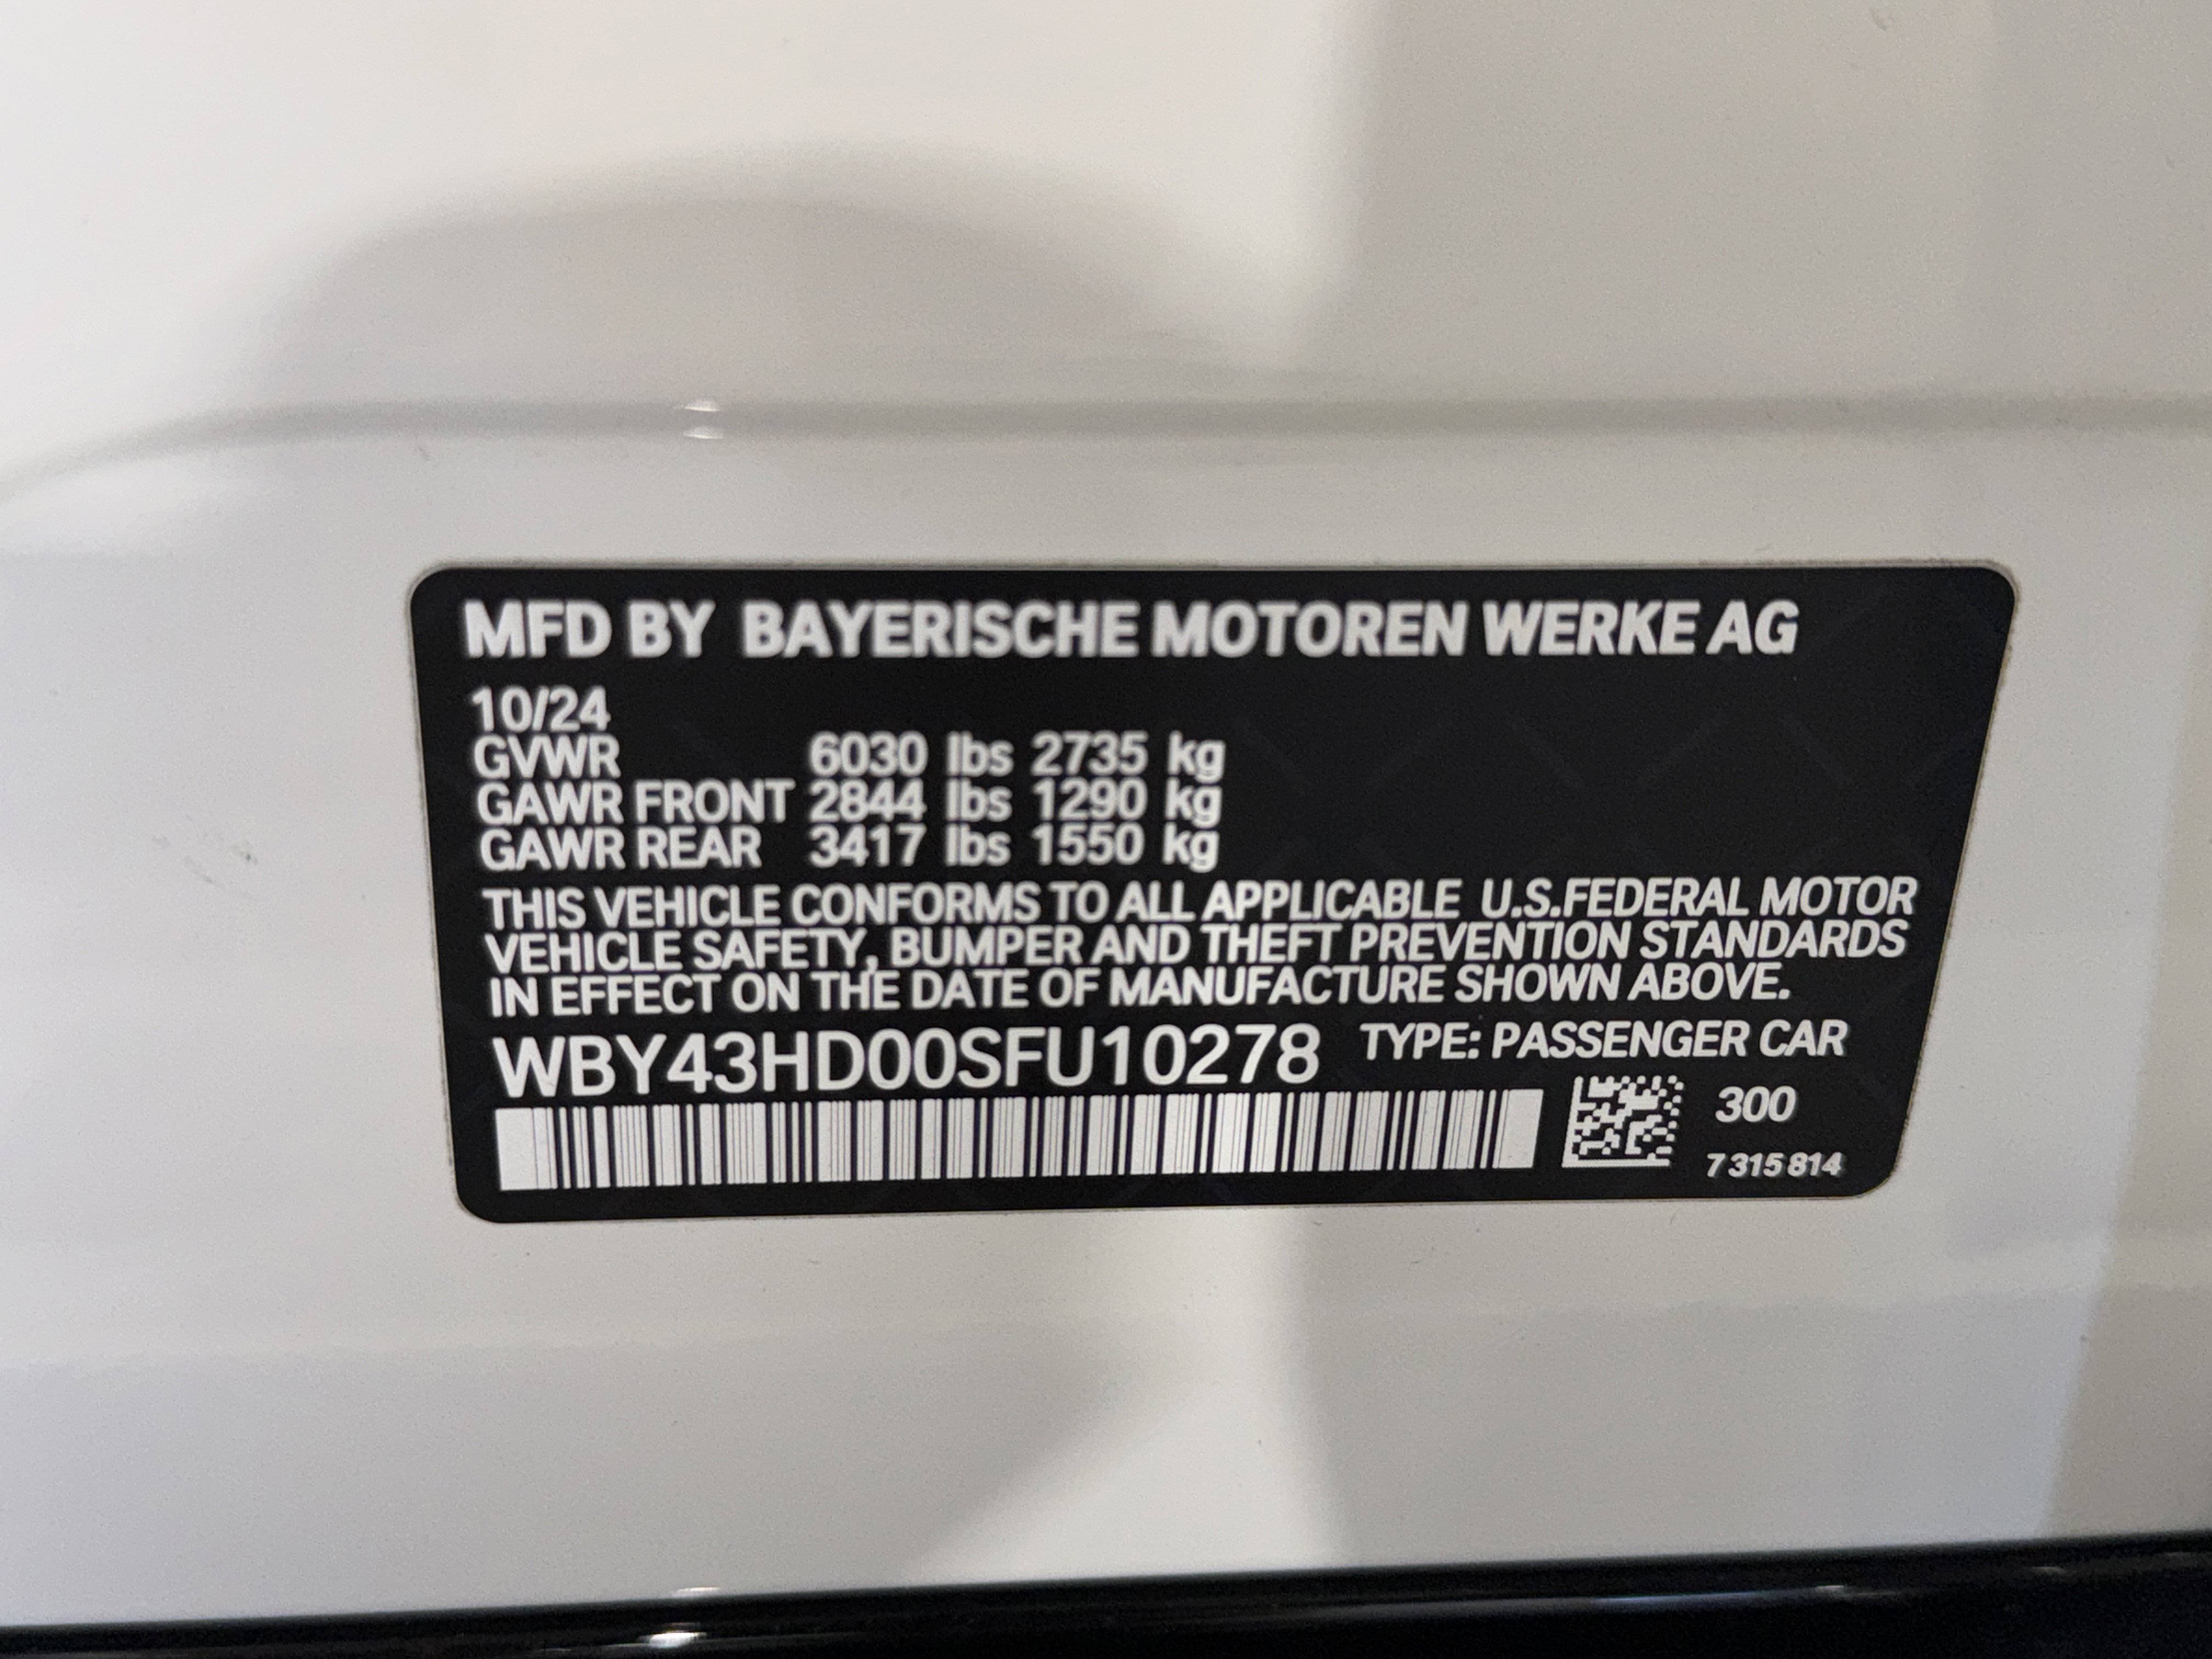 MFD BY BAYERISCHE MOTOREN WERKE AG
10/24
GVWR 6030 lbs 2735 kg
GAWR FRONT 2844 lbs 1290 kg
GAWR REAR 3417 lbs 1550 kg
THIS VEHICLE CONFORMS TO ALL APPLICABLE U.S.FEDERAL MOTOR
VEHICLE SAFETY, BUMPER AND THEFT PREVENTION STANDARDS
IN EFFECT ON THE DATE OF MANUFACTURE SHOWN ABOVE.
WBY43HD00SFU10278 TYPE: PASSENGER CAR
300
7 315 814